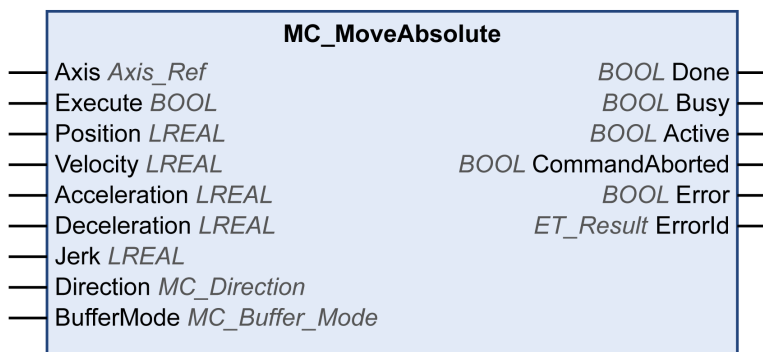 MC_MoveAbsolute
Axis Axis_Ref BOOL Done
Execute BOOL BOOL Busy
Position LREAL BOOL Active
Velocity LREAL BOOL CommandAborted
Acceleration LREAL BOOL Error
Deceleration LREAL ET_Result ErrorId
Jerk LREAL
Direction MC_Direction
BufferMode MC_Buffer_Mode